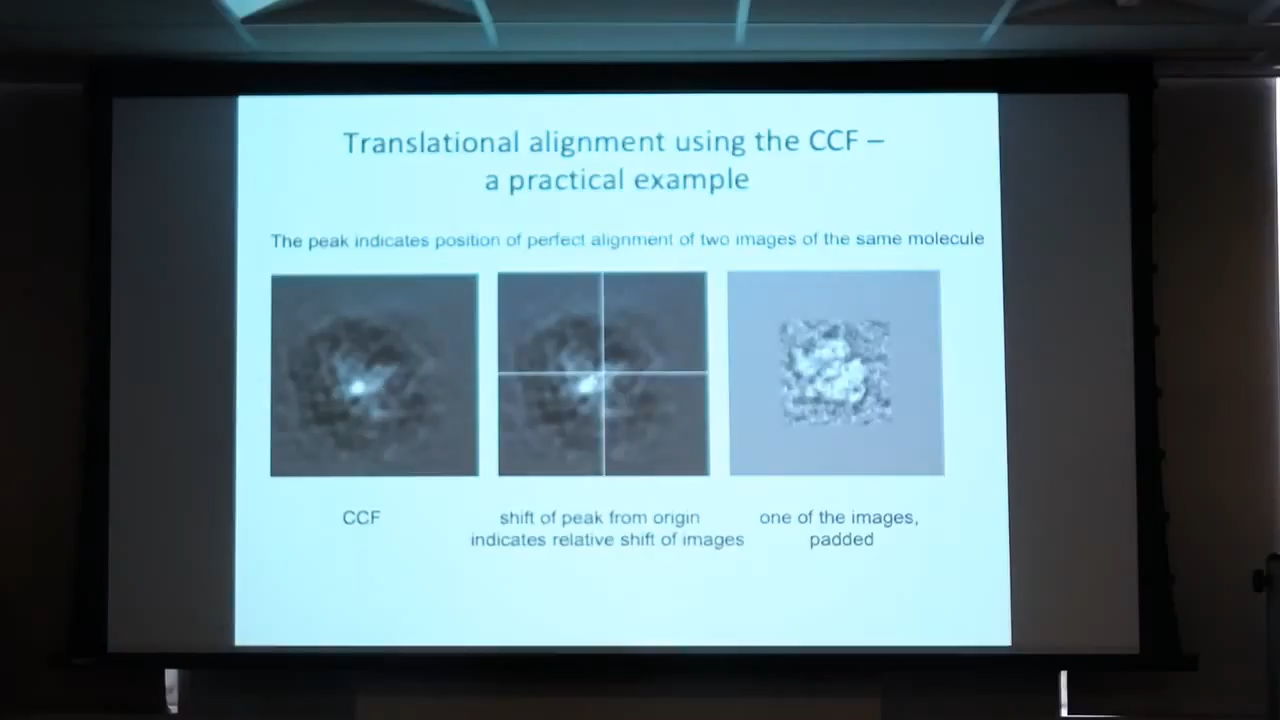 Translational alignment using the CCF –
a practical example
The peak indicates position of perfect alignment of two images of the same molecule
CCF
shift of peak from origin
indicates relative shift of images
one of the images,
padded